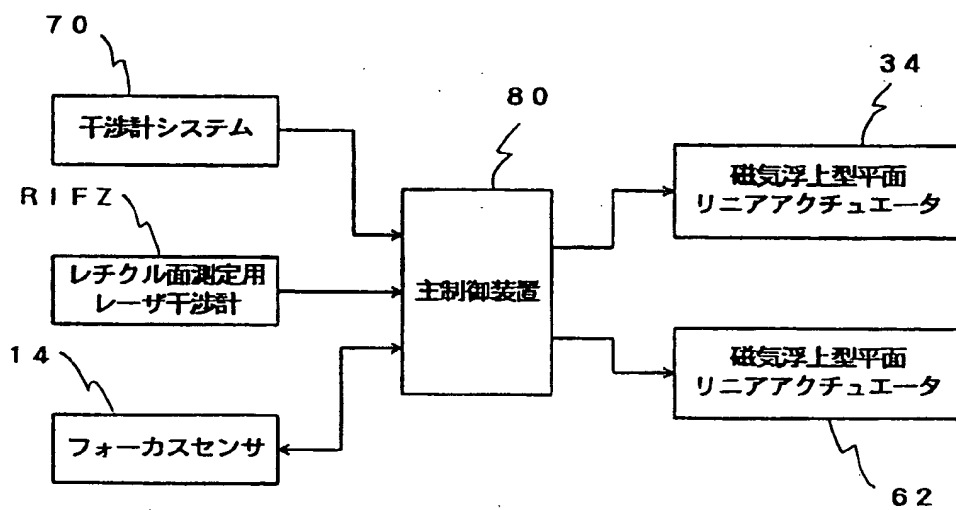 70
干渉計システム
RIFZ
レチクル面測定用
レーザ干渉計
14
フォーカスセンサ
80
主制御装置
34
磁気浮上型平面
リニアアクチュエータ
磁気浮上型平面
リニアアクチュエータ
62